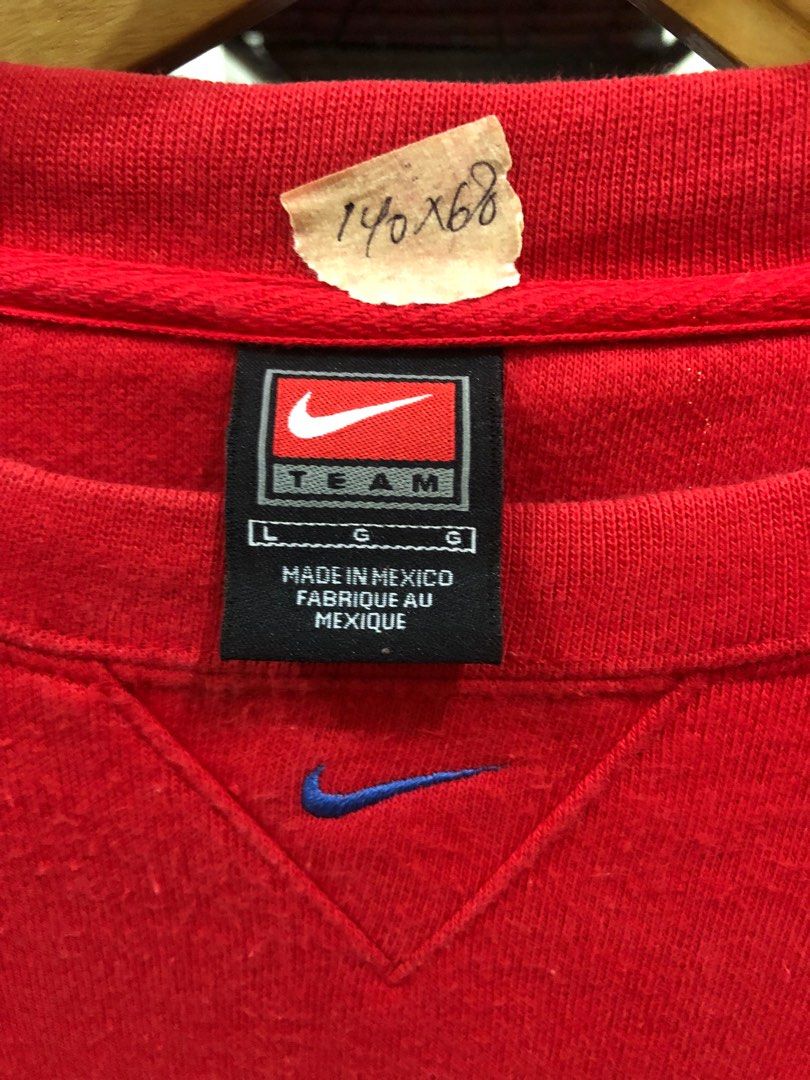 140x68
TEAM
L G G
MADE IN MEXICO
FABRIQUE AU
MEXIQUE